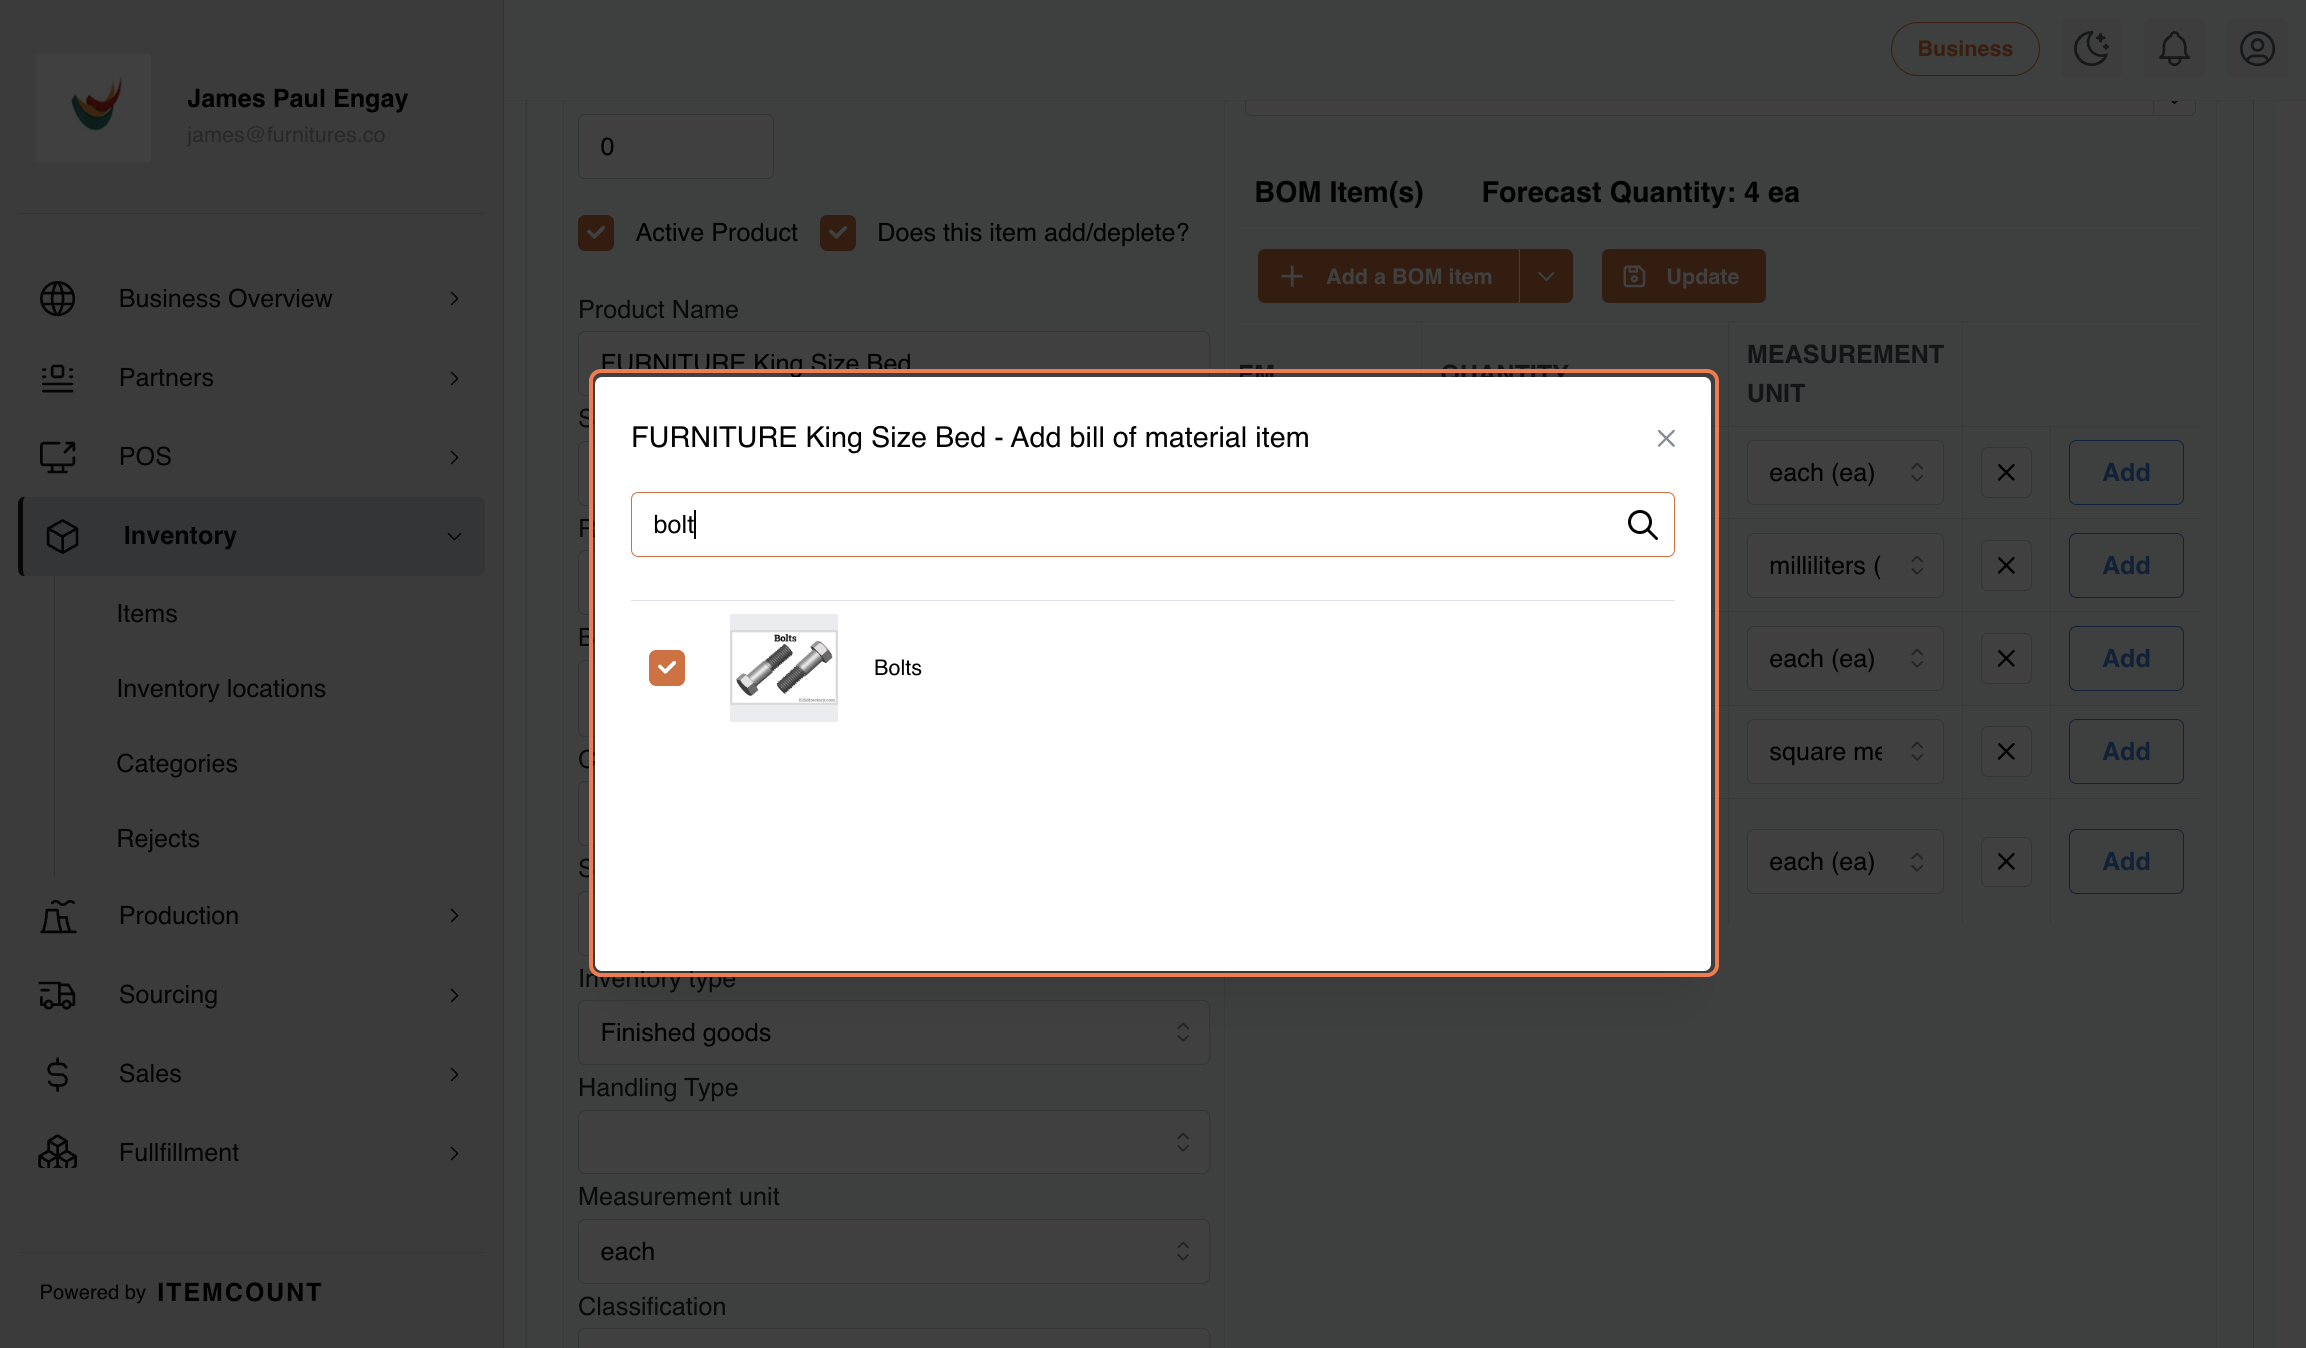 James Paul Engay
james@furnitures.co
Business Overview
Partners
POS
Inventory
Items
Inventory locations
Categories
Rejects
Production
Sourcing
Sales
Fullfillment
Powered by ITEMCOUNT
Business
0
Active Product
Does this item add/deplete?
Product Name
FURNITURE King Size Bed
BOM Item(s)
Forecast Quantity: 4 ea
Add a BOM item
Update
QUANTITY
MEASUREMENT
UNIT
each (ea)
Add
milliliters (
Add
each (ea)
Add
square me
Add
each (ea)
Add
FURNITURE King Size Bed - Add bill of material item
bolt
Bolts
Bolts
Inventory type
Finished goods
Handling Type
Measurement unit
each
Classification